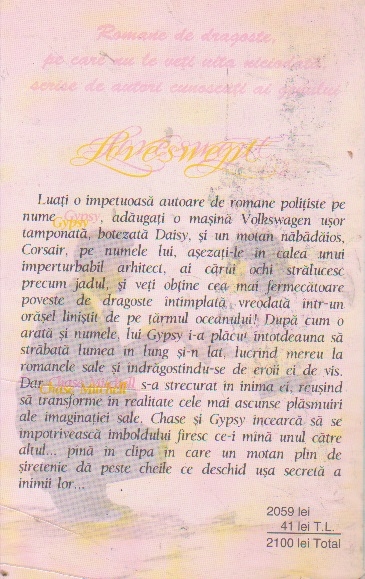 Romane de dragoste,
pe care nu le veți uita niciodată,
scrise de autori cunoscuți ai genului
Loveswept
Luați o impetuoasă autoare de romane polițiste pe
nume Gypsy, adăugați o mașină Volkswagen ușor
tamponată, botezată Daisy, și un motan năbădăios,
Corsair, pe numele lui, așezați-le în calea unui
imperturbabil arhitect, ai cărui ochi strălucesc
precum jadul, și veți obține cea mai fermecătoare
poveste de dragoste întîmplată, vreodată într-un
orășel liniștit de pe țărmul oceanului! După cum o
arată și numele, lui Gypsy i-a plăcut întotdeauna să
străbată lumea în lung și-n lat, lucrînd mereu la
romanele sale și îndrăgostindu-se de eroii ei de vis.
Dar Chase Mitchell s-a strecurat în inima ei, reușind
să transforme în realitate cele mai ascunse plăsmuiri
ale imaginației sale, Chase și Gypsy încearcă să se
împotrivească imboldului firesc ce-i mînă unul către
altul... pînă în clipa în care un motan plin de
șiretenie dă peste cheile ce deschid ușa secretă a
inimii lor...
2059 lei
41 lei T.L.
2100 lei Total